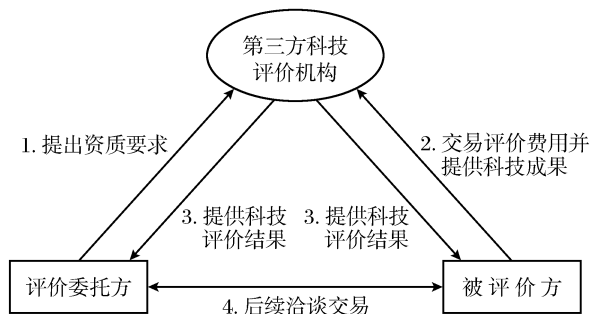 第三方科技
评价机构
1. 提出资质要求
2. 交易评价费用并
提供科技成果
3. 提供科技
评价结果
3. 提供科技
评价结果
评价委托方
被评价方
4. 后续洽谈交易